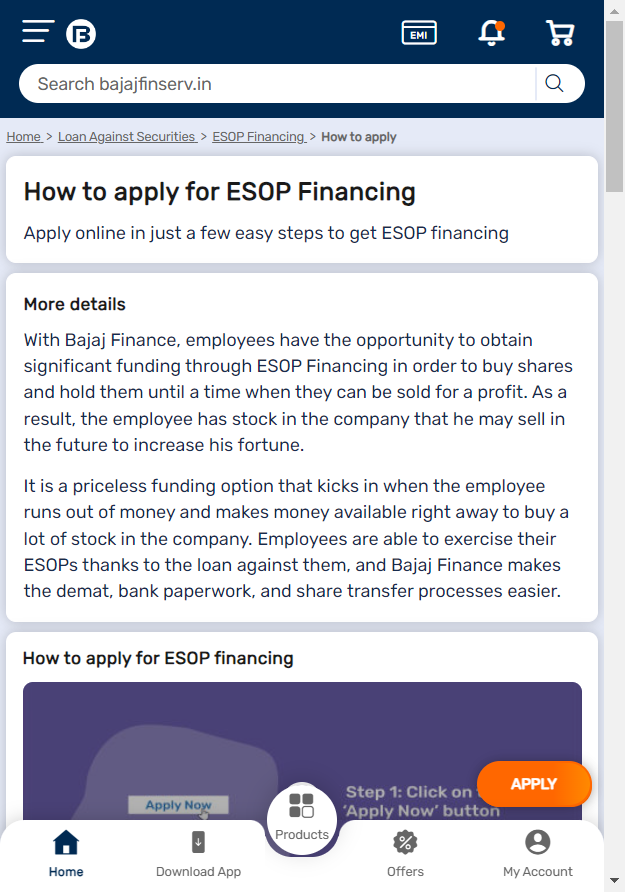 EMI
Search bajajfinserv.in
Home > Loan Against Securities > ESOP Financing > How to apply
How to apply for ESOP Financing
Apply online in just a few easy steps to get ESOP financing
More details
With Bajaj Finance, employees have the opportunity to obtain
significant funding through ESOP Financing in order to buy shares
and hold them until a time when they can be sold for a profit. As a
result, the employee has stock in the company that he may sell in
the future to increase his fortune.
It is a priceless funding option that kicks in when the employee
runs out of money and makes money available right away to buy a
lot of stock in the company. Employees are able to exercise their
ESOPs thanks to the loan against them, and Bajaj Finance makes
the demat, bank paperwork, and share transfer processes easier.
How to apply for ESOP financing
Step 1: Click on
'Apply Now' button
Apply Now
APPLY
Home
Download App
Products
Offers
My Account